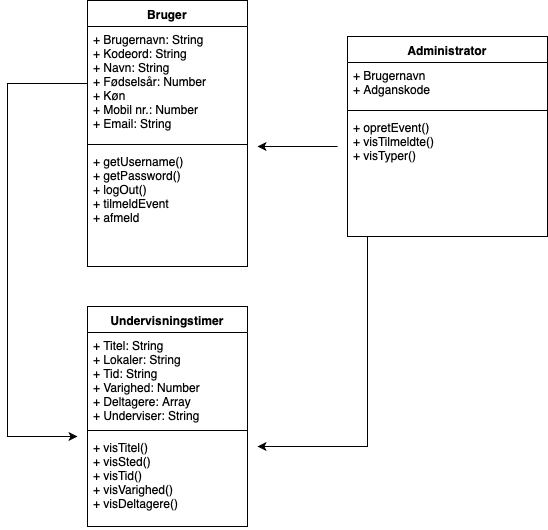 Bruger
+ Brugernavn: String
+ Kodeord: String
+ Navn: String
+ Fødselsår: Number
+ Køn
+ Mobil nr.: Number
+ Email: String
+ getUsername()
+ getPassword()
+ logOut()
+ tilmeldEvent
+ afmeld
Administrator
+ Brugernavn
+ Adganskode
+ opretEvent()
+ visTilmeldte()
+ visTyper()
Undervisningstimer
+ Titel: String
+ Lokaler: String
+ Tid: String
+ Varighed: Number
+ Deltagere: Array
+ Underviser: String
+ visTitel()
+ visSted()
+ visTid()
+ visVarighed()
+ visDeltagere()